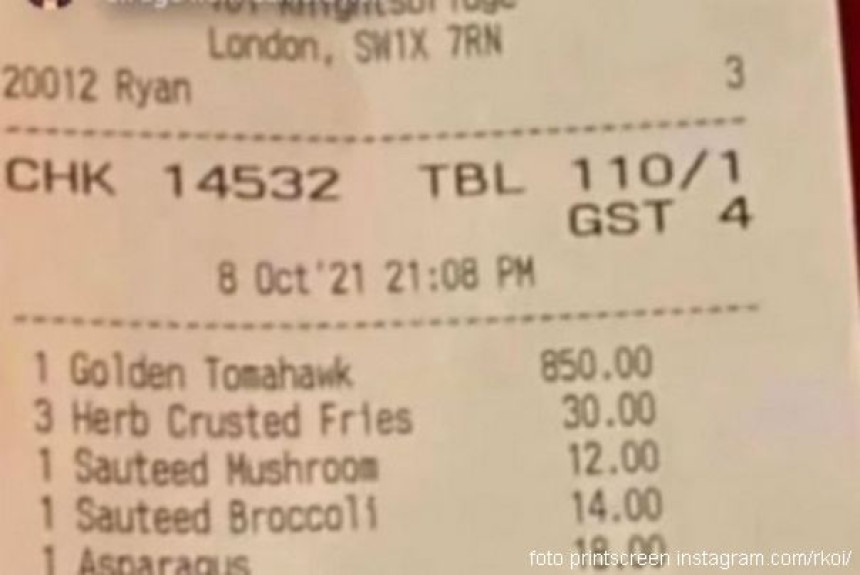 London, SW1X 7RN
20012 Ryan 3
CHK 14532 TBL 110/1
GST 4
8 Oct'21 21:08 PM
1 Golden Tomahawk 850.00
3 Herb Crusted Fries 30.00
1 Sauteed Mushroom 12.00
1 Sauteed Broccoli 14.00
1 Asparagus 18.00
foto printscreen instagram.com/rkoi/